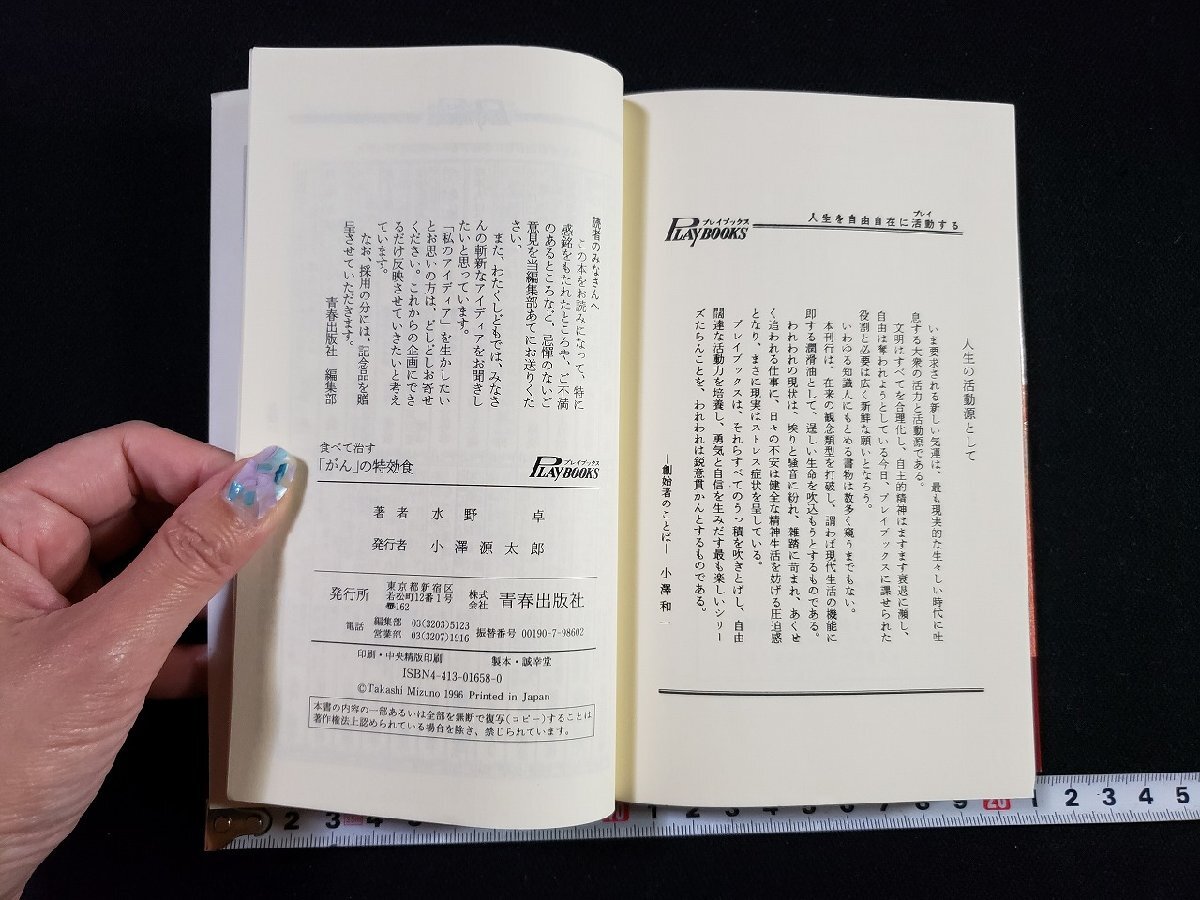 プレイ
人生を自由自在に活動する
プレイブックス
PLAYBOOKS
人生の活動源として
いま要求される新しい気運は、最も現実的な生々しい時代に吐
息する大衆の活力と活動源である。
文明はすべてを合理化し、自主的精神はますます衰退に瀕し、
自由は奪われようとしている今日、プレイブックスに課せられた
役割と必要は広く新鮮な願いとなろう。
いわゆる知識人にもとめる書物は数多く窺うまでもない。
本刊行は、在来の観念類型を打破し、謂わば現代生活の機能に
即する潤滑油として、逞しい生命を吹込もうとするものである。
われわれの現状は、埃りと騒音に紛れ、雑踏に苛まれ、あくせ
く追われる仕事に、日々の不安は健全な精神生活を妨げる圧迫感
となり、まさに現実はストレス症状を呈している。
プレイブックスは、それらすべてのうっ積を吹きとばし、自由
闊達な活動力を培養し、勇気と自信を生みだす最も楽しいシリー
ズたらんことを、われわれは鋭意貫かんとするものである。
―創始者のことば― 小澤和一
読者のみなさんへ
この本をお読みになって、特に
感銘をもたれたところや、ご不満
のあるところなど、忌憚のないご
意見を当編集部あてにお送りくだ
さい。
また、わたくしどもでは、みなさ
んの斬新なアイディアをお聞きし
たいと思っています。
「私のアイディア」を生かしたい
とお思いの方は、どしどしお寄せ
ください。これからの企画にでき
るだけ反映させていきたいと考え
ています。
なお、採用の分には、記念品を贈
呈させていただきます。
青春出版社 編集部
食べて治す
「がん」の特効食
プレイブックス
PLAYBOOKS
著者 水野 卓
発行者 小澤源太郎
発行所 東京都新宿区
若松町12番1号
〒162
株式
会社 青春出版社
電話 編集部 03(3203)5123
営業部 03(3207)1916
振替番号 00190-7-98602
印刷・中央精版印刷 製本・誠幸堂
ISBN4-413-01658-0
©Takashi Mizuno 1996 Printed in Japan
本書の内容の一部あるいは全部を無断で複写(コピー)することは
著作権法上認められている場合を除き、禁じられています。
2 3 1 2 9 20 1 2 3 4 5